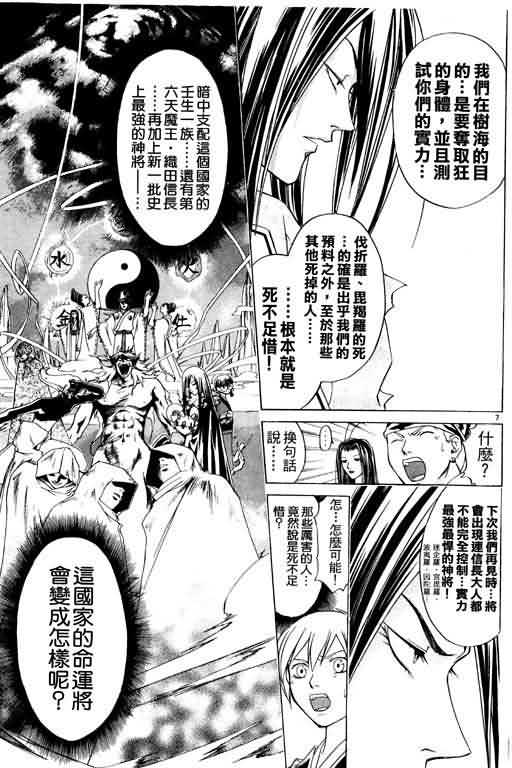 我們在樹海的目
的…是要奪取狂
的身體，並且測
試你們的實力…
伐折羅、毘羯羅的死
…的確是出乎我們的
預料之外，至於那些
其他死掉的人……
……根本就是
死不足惜！
7
什麼？
……
換句話
說……
下次我們再見時…將
會出現連信長大人都
不能完全控制…實力
最強最悍的神將！
怎…怎麼可能！
那些厲害的人…
竟然說是死不足
惜？
暗中支配這個國家的
壬生一族……還有第
六天魔王・織田信長
……再加上新一批史
上最強的神將——
火
水
這國家的命運將
會變成怎樣呢？